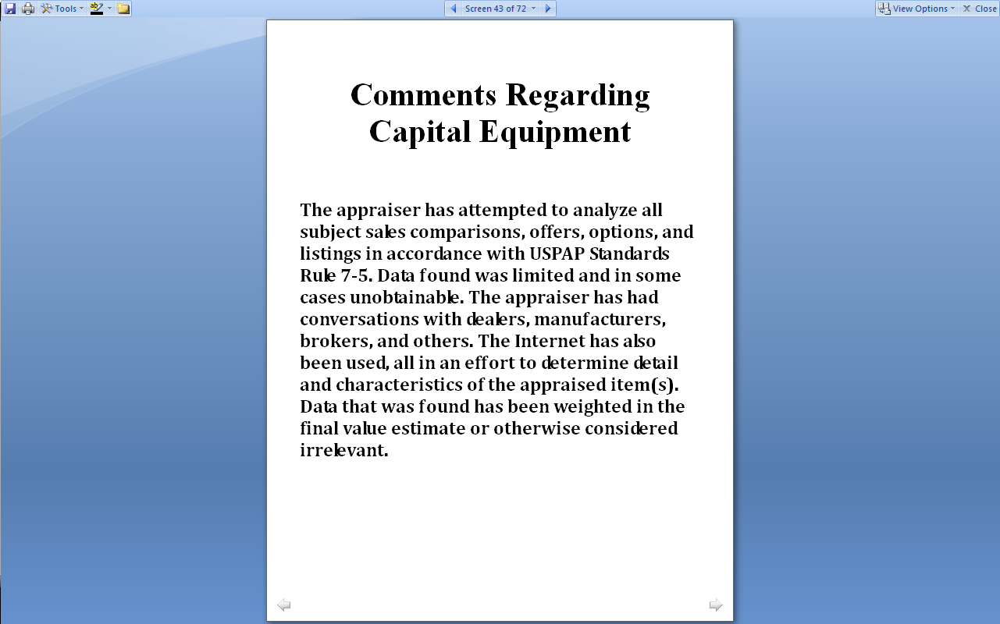 Tools
ab
Screen 43 of 72
View Options
Close
Comments Regarding
Capital Equipment
The appraiser has attempted to analyze all
subject sales comparisons, offers, options, and
listings in accordance with USPAP Standards
Rule 7-5. Data found was limited and in some
cases unobtainable. The appraiser has had
conversations with dealers, manufacturers,
brokers, and others. The Internet has also
been used, all in an effort to determine detail
and characteristics of the appraised item(s).
Data that was found has been weighted in the
final value estimate or otherwise considered
irrelevant.